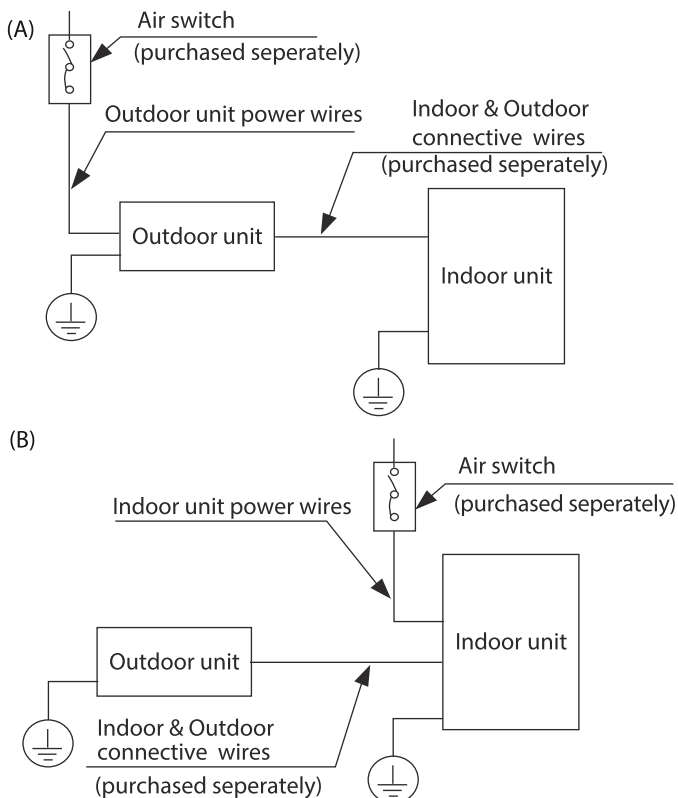 (A)
Air switch
(purchased seperately)
Outdoor unit power wires
Indoor & Outdoor
connective wires
(purchased seperately)
Outdoor unit
Indoor unit
(B)
Air switch
(purchased seperately)
Indoor unit power wires
Indoor unit
Outdoor unit
Indoor & Outdoor
connective wires
(purchased seperately)